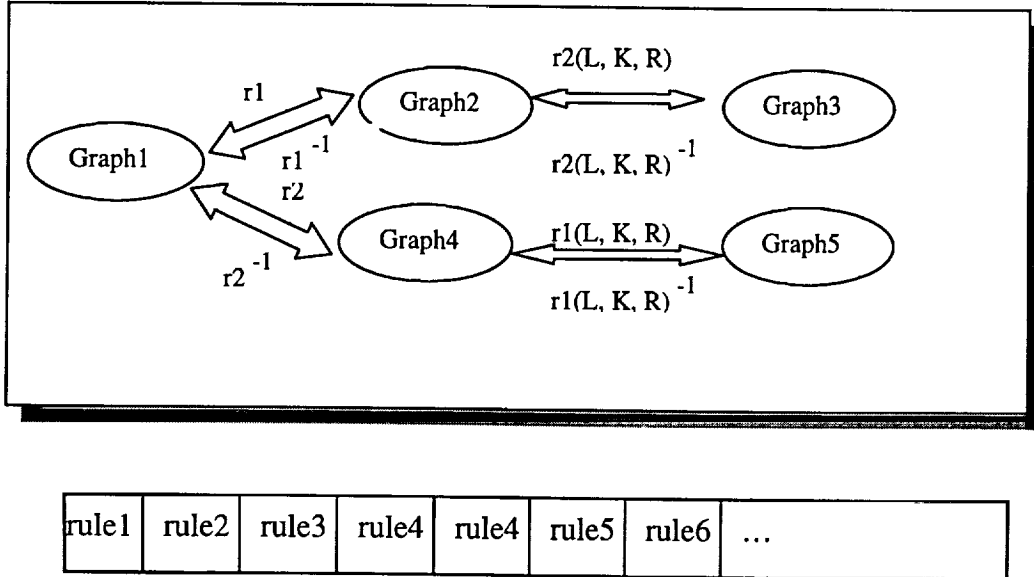 r2(L, K, R)
r1
Graph2
Graph3
Graph1
r1 -1
r2(L, K, R) -1
r2
Graph4
r1(L, K, R)
Graph5
r2 -1
r1(L, K, R) -1
rule1 rule2 rule3 rule4 rule4 rule5 rule6 ...